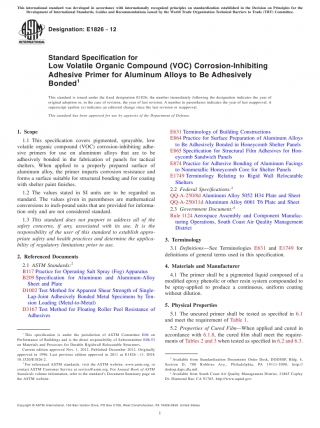 This international standard was developed in accordance with internationally recognized principles on standardization established in the Decision on Principles for the
Development of International Standards, Guides and Recommendations issued by the World Trade Organization Technical Barriers to Trade (TBT) Committee.
INTERNATIONAL
Designation: E1826 − 12
Standard Specification for
Low Volatile Organic Compound (VOC) Corrosion-Inhibiting
Adhesive Primer for Aluminum Alloys to Be Adhesively
Bonded1
This standard is issued under the fixed designation E1826; the number immediately following the designation indicates the year of
original adoption or, in the case of revision, the year of last revision. A number in parentheses indicates the year of last reapproval. A
superscript epsilon (ε) indicates an editorial change since the last revision or reapproval.
This standard has been approved for use by agencies of the Department of Defense.
1. Scope
1.1 This specification covers pigmented, sprayable, low
volatile organic compound (VOC) corrosion-inhibiting adhesive
primers for use on aluminum alloys that are to be
adhesively bonded in the fabrication of panels for tactical
shelters. When applied to a properly prepared surface of
aluminum alloy, the primer imparts corrosion resistance and
forms a surface suitable for structural bonding and for coating
with shelter paint finishes.
1.2 The values stated in SI units are to be regarded as
standard. The values given in parentheses are mathematical
conversions to inch-pound units that are provided for information
only and are not considered standard.
1.3 This standard does not purport to address all of the
safety concerns, if any, associated with its use. It is the
responsibility of the user of this standard to establish appropriate
safety and health practices and determine the applicability
of regulatory limitations prior to use.
2. Referenced Documents
2.1 ASTM Standards:2
B117 Practice for Operating Salt Spray (Fog) Apparatus
B209 Specification for Aluminum and Aluminum-Alloy
Sheet and Plate
D1002 Test Method for Apparent Shear Strength of Single-
Lap-Joint Adhesively Bonded Metal Specimens by Tension
Loading (Metal-to-Metal)
D3167 Test Method for Floating Roller Peel Resistance of
Adhesives
1 This specification is under the jurisdiction of ASTM Committee E06 on
Performance of Buildings and is the direct responsibility of Subcommittee E06.53
on Materials and Processes for Durable Rigidwall Relocatable Structures.
Current edition approved Nov. 1, 2012. Published December 2012. Originally
approved in 1996. Last previous edition approved in 2011 as E1826 – 11. DOI:
10.1520/E1826-12.
2 For referenced ASTM standards, visit the ASTM website, www.astm.org, or
contact ASTM Customer Service at service@astm.org. For Annual Book of ASTM
Standards volume information, refer to the standard's Document Summary page on
the ASTM website.
E631 Terminology of Building Constructions
E864 Practice for Surface Preparation of Aluminum Alloys
to Be Adhesively Bonded in Honeycomb Shelter Panels
E865 Specification for Structural Film Adhesives for Honeycomb
Sandwich Panels
E874 Practice for Adhesive Bonding of Aluminum Facings
to Nonmetallic Honeycomb Core for Shelter Panels
E1749 Terminology Relating to Rigid Wall Relocatable
Shelters
2.2 Federal Specifications:3
QQ-A-250/8d Aluminum Alloy 5052 H34 Plate and Sheet
QQ-A-250/11d Aluminum Alloy 6061 T6 Plate and Sheet
2.3 Government Document:4
Rule 1124 Aerospace Assembly and Component Manufacturing
Operations, South Coast Air Quality Management
District
3. Terminology
3.1 Definitions—See Terminologies E631 and E1749 for
definitions of general terms used in this specification.
4. Materials and Manufacture
4.1 The primer shall be a pigmented liquid composed of a
modified epoxy phenolic or other resin system compounded to
be spray-applied to produce a continuous, uniform coating
without dilution.
5. Physical Properties
5.1 The uncured primer shall be tested as specified in 6.1
and meet the requirements of Table 1.
5.2 Properties of Cured Film—When applied and cured in
accordance with 6.1.8, the cured film shall meet the requirements
of Tables 2 and 3 when tested as specified in 6.2 and 6.3.
3 Available from Standardization Documents Order Desk, DODSSP, Bldg. 4,
Section D, 700 Robbins Ave., Philadelphia, PA 19111-5098
4 Available from South Coast Air Quality Management District, 21865 Copley
Dr, Diamond Bar, CA 91765, http://www.aqmd.gov.
Copyright © ASTM International, 100 Barr Harbor Drive, PO Box C700, West Conshohocken, PA 19428-2959. United States
1